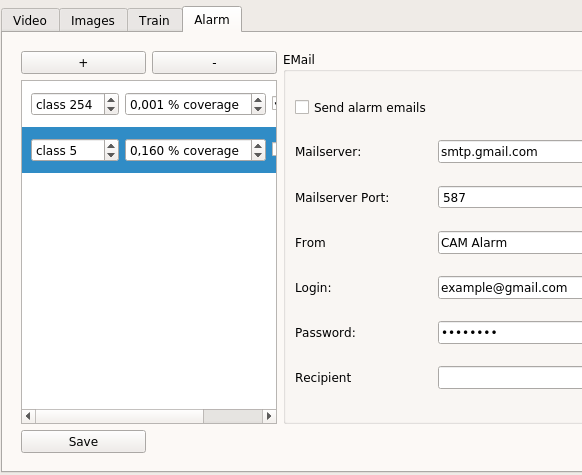 Video Images Train Alarm
+ -
class 254 0,001 % coverage
class 5 0,160 % coverage
Save
EMail
Send alarm emails
Mailserver: smtp.gmail.com
Mailserver Port: 587
From CAM Alarm
Login: example@gmail.com
Password: ••••••••
Recipient